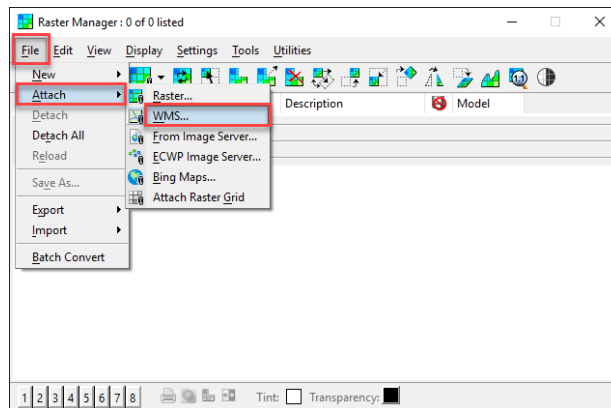 Raster Manager : 0 of 0 listed
File Edit View Display Settings Tools Utilities
New
Attach
Detach
Detach All
Reload
Save As...
Export
Import
Batch Convert
Raster...
WMS...
From Image Server...
ECWP Image Server...
Bing Maps...
Attach Raster Grid
Description Model
1 2 3 4 5 6 7 8 Tint: Transparency: